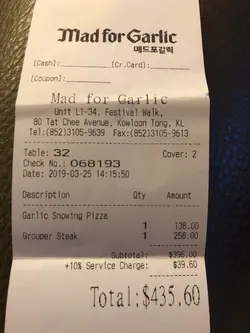 Mad for Garlic
매드포갈릭
[Cash]: [Cr.Card]:
[Coupon]:
Mad for Garlic
Unit L1-34, Festival Walk,
80 Tat Chee Avenue, Kowloon Tong, KL
Tel:(852)3105-9639 Fax:(852)3105-9613
Table: 32 Cover: 2
Check No.: 068193
Date: 2019-03-25 14:15:50
Description Qty Amount
Garlic Snowing Pizza 1 138.00
Grouper Steak 1 258.00
Subtotal: $396.00
+10% Service Charge: $39.60
Total:$435.60